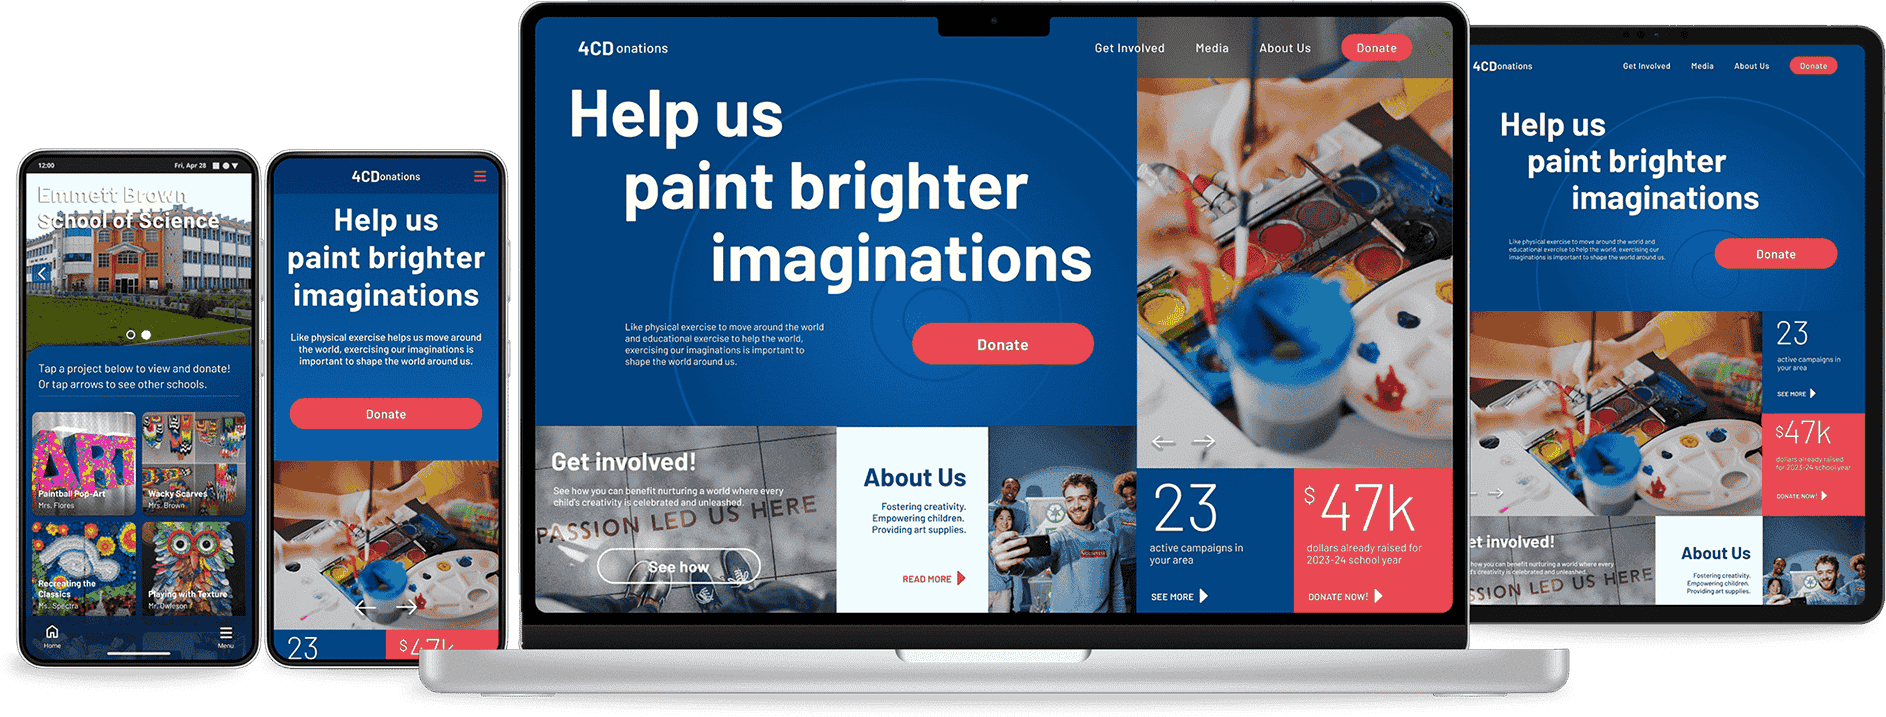 12:00
Fri, Apr 28
Emmett Brown
School of Science
Tap a project below to view and donate!
Or tap arrows to see other schools.
ART
Paintball Pop-Art
Mrs. Flores
Wacky Scarves
Mrs. Brown
Recreating the
Classics
Ms. Spectra
Playing with Texture
Mr. Owleson
Home
Menu
4CDonations
Help us
paint brighter
imaginations
Like physical exercise helps us move around
the world, exercising our imaginations is
important to shape the world around us.
Donate
23
$47k
4CDonations
Get Involved
Media
About Us
Donate
Help us
paint brighter
imaginations
Like physical exercise to move around the world
and educational exercise to help the world,
exercising our imaginations is important to
shape the world around us.
Donate
Get involved!
See how you can benefit nurturing a world where every
child's creativity is celebrated and unleashed.
PASSION LED US HERE
See how
About Us
Fostering creativity.
Empowering children.
Providing art supplies.
READ MORE
VOLUNTEER
23
active campaigns in
your area
SEE MORE
$47k
dollars already raised for
2023-24 school year
DONATE NOW!
4CDonations
Get Involved
Media
About Us
Donate
Help us
paint brighter
imaginations
Like physical exercise to move around the world and
educational exercise to help the world, exercising our
imaginations is important to shape the world around us.
Donate
23
active campaigns in
your area
SEE MORE
$47k
dollars already raised
for 2023-24 school year
DONATE NOW!
et involved!
how you can benefit nurturing a world where every
d's creativity is celebrated and unleashed.
SSION LED US HERE
About Us
Fostering creativity.
Empowering children.
Providing art supplies.